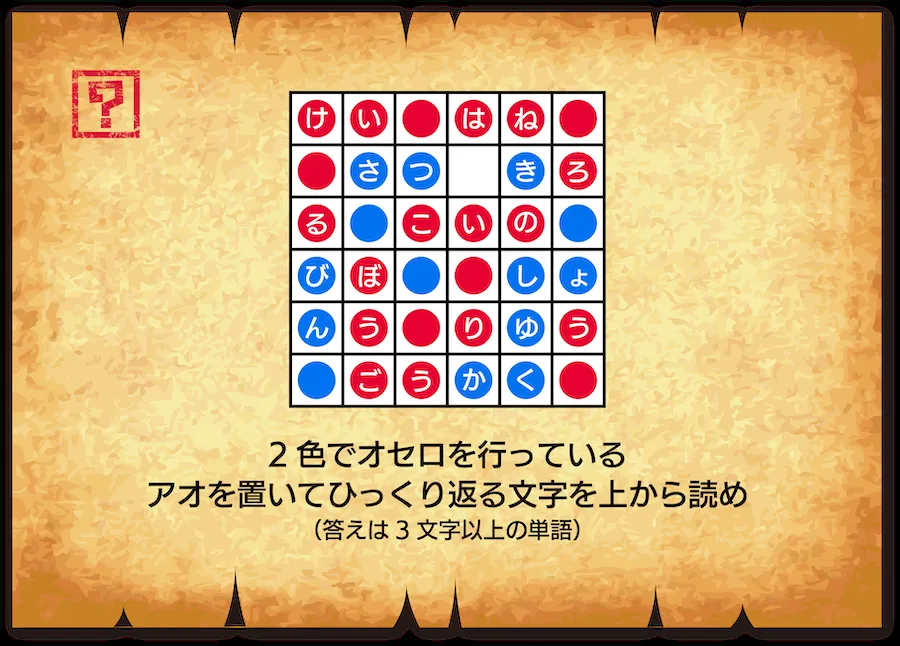 ?
けいはね
さつきろ
るこいの
びぼしょ
んうりゆう
ごうかく
2色でオセロを行っている
アオを置いてひっくり返る文字を上から読め
（答えは3文字以上の単語）